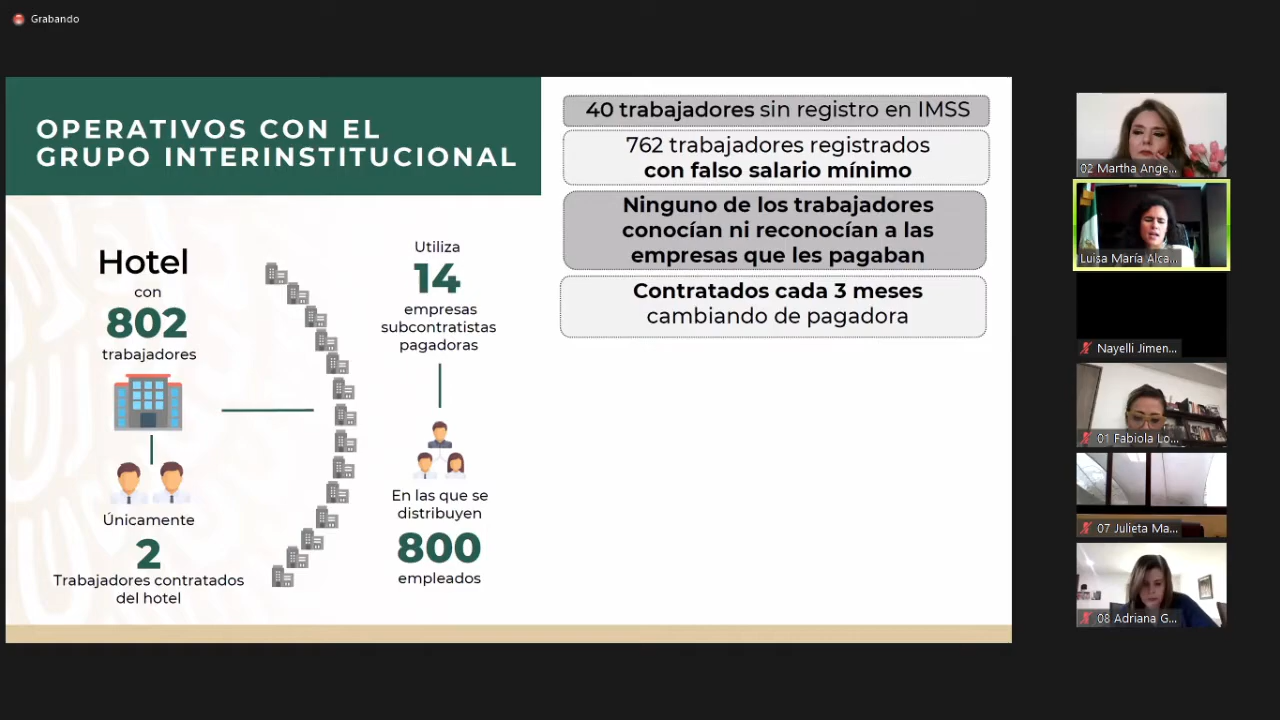 Grabando
OPERATIVOS CON EL
GRUPO INTERINSTITUCIONAL
Hotel
con
802
trabajadores
Únicamente
2
Trabajadores contratados
del hotel
Utiliza
14
empresas
subcontratistas
pagadoras
En las que se
distribuyen
800
empleados
40 trabajadores sin registro en IMSS
762 trabajadores registrados
con falso salario mínimo
Ninguno de los trabajadores
conocían ni reconocían a las
empresas que les pagaban
Contratados cada 3 meses
cambiando de pagadora
02 Martha Ange...
Luisa María Alca...
Nayelli Jimen...
01 Fabiola Lo...
07 Julieta Ma...
08 Adriana G...